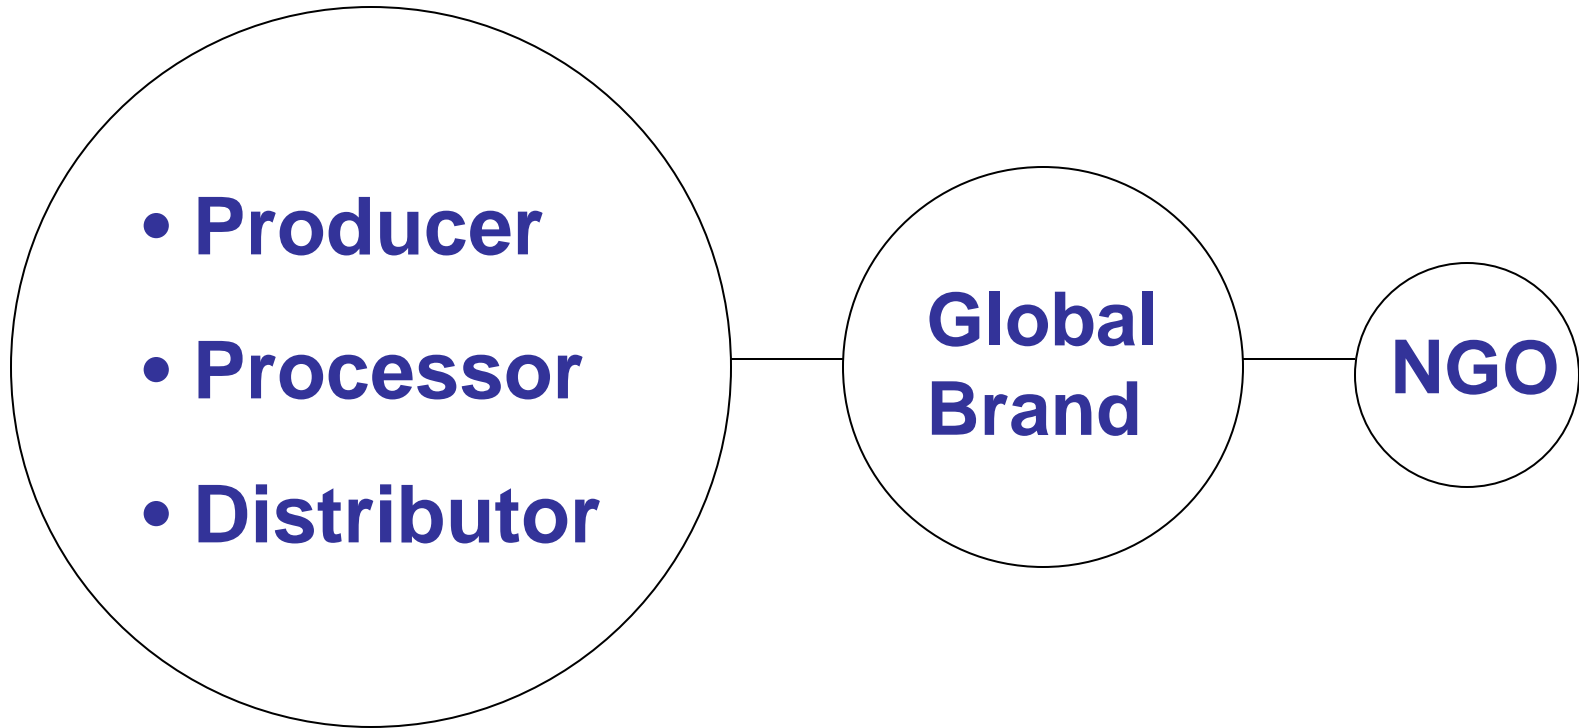 • Producer
• Processor
• Distributor
Global
Brand
NGO